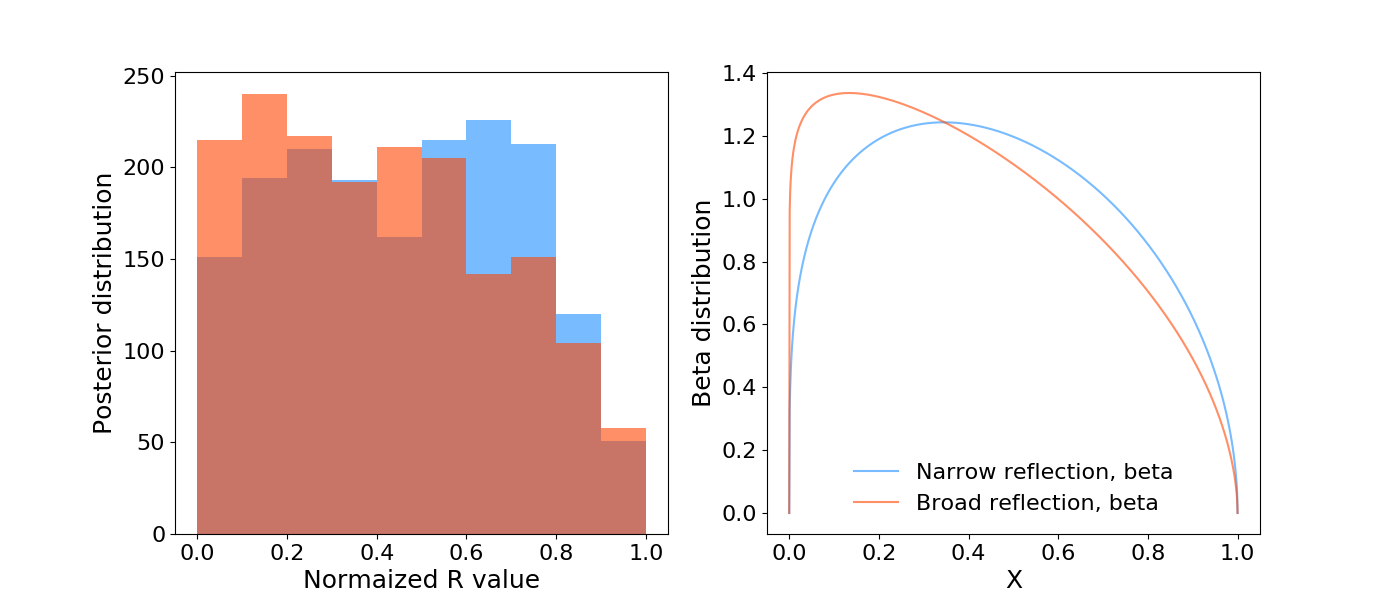 250
200
150
100
50
0
Posterior distribution
0.0 0.2 0.4 0.6 0.8 1.0
Normaized R value
1.4
1.2
1.0
0.8
0.6
0.4
0.2
0.0
Beta distribution
Narrow reflection, beta
Broad reflection, beta
0.0 0.2 0.4 0.6 0.8 1.0
X